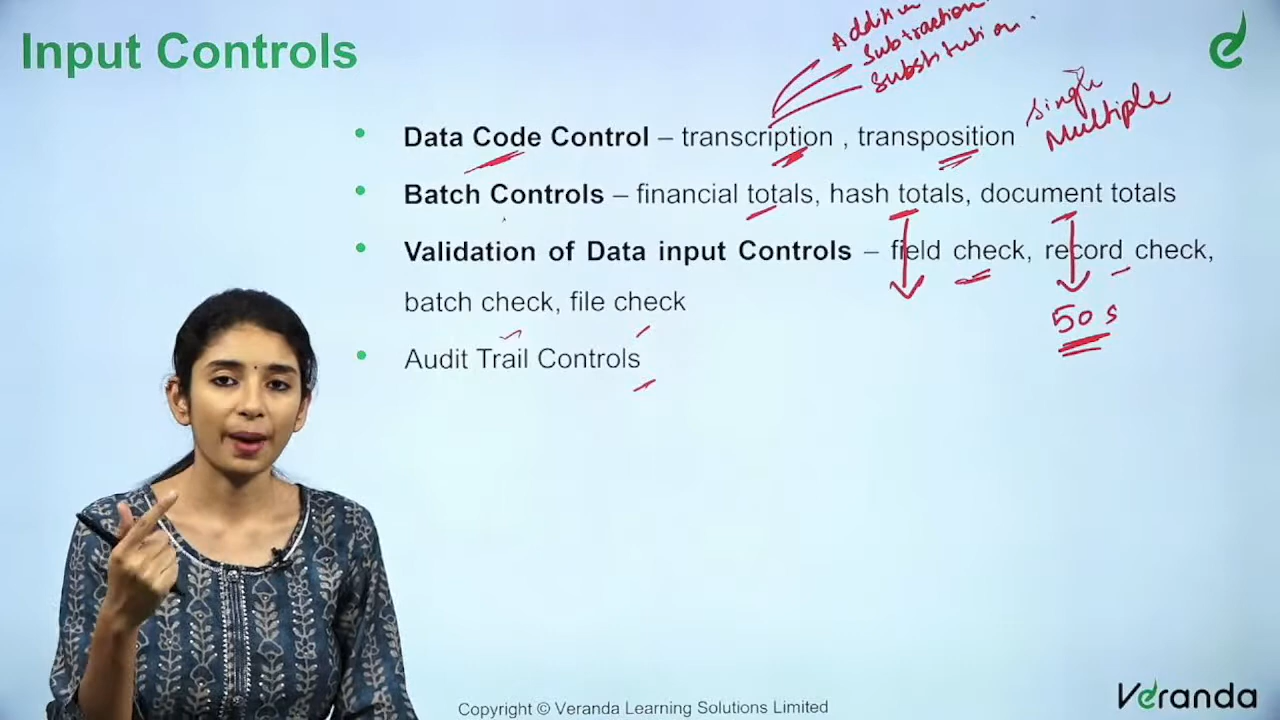 Input Controls
Addition
Subtraction
Substitution.
Single
Multiple
• Data Code Control – transcription , transposition
• Batch Controls – financial totals, hash totals, document totals
• Validation of Data input Controls – field check, record check,
batch check, file check
50 s
• Audit Trail Controls
Copyright © Veranda Learning Solutions Limited
Veranda